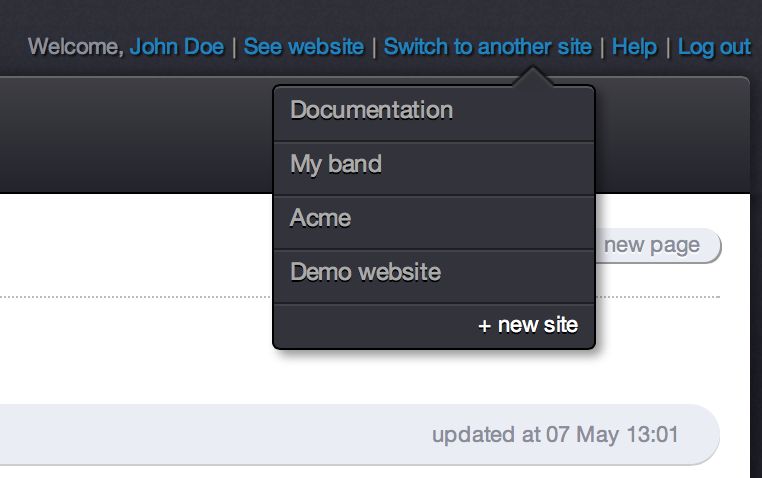 Welcome, John Doe | See website | Switch to another site | Help | Log out
Documentation
My band
Acme
new page
Demo website
+ new site
updated at 07 May 13:01